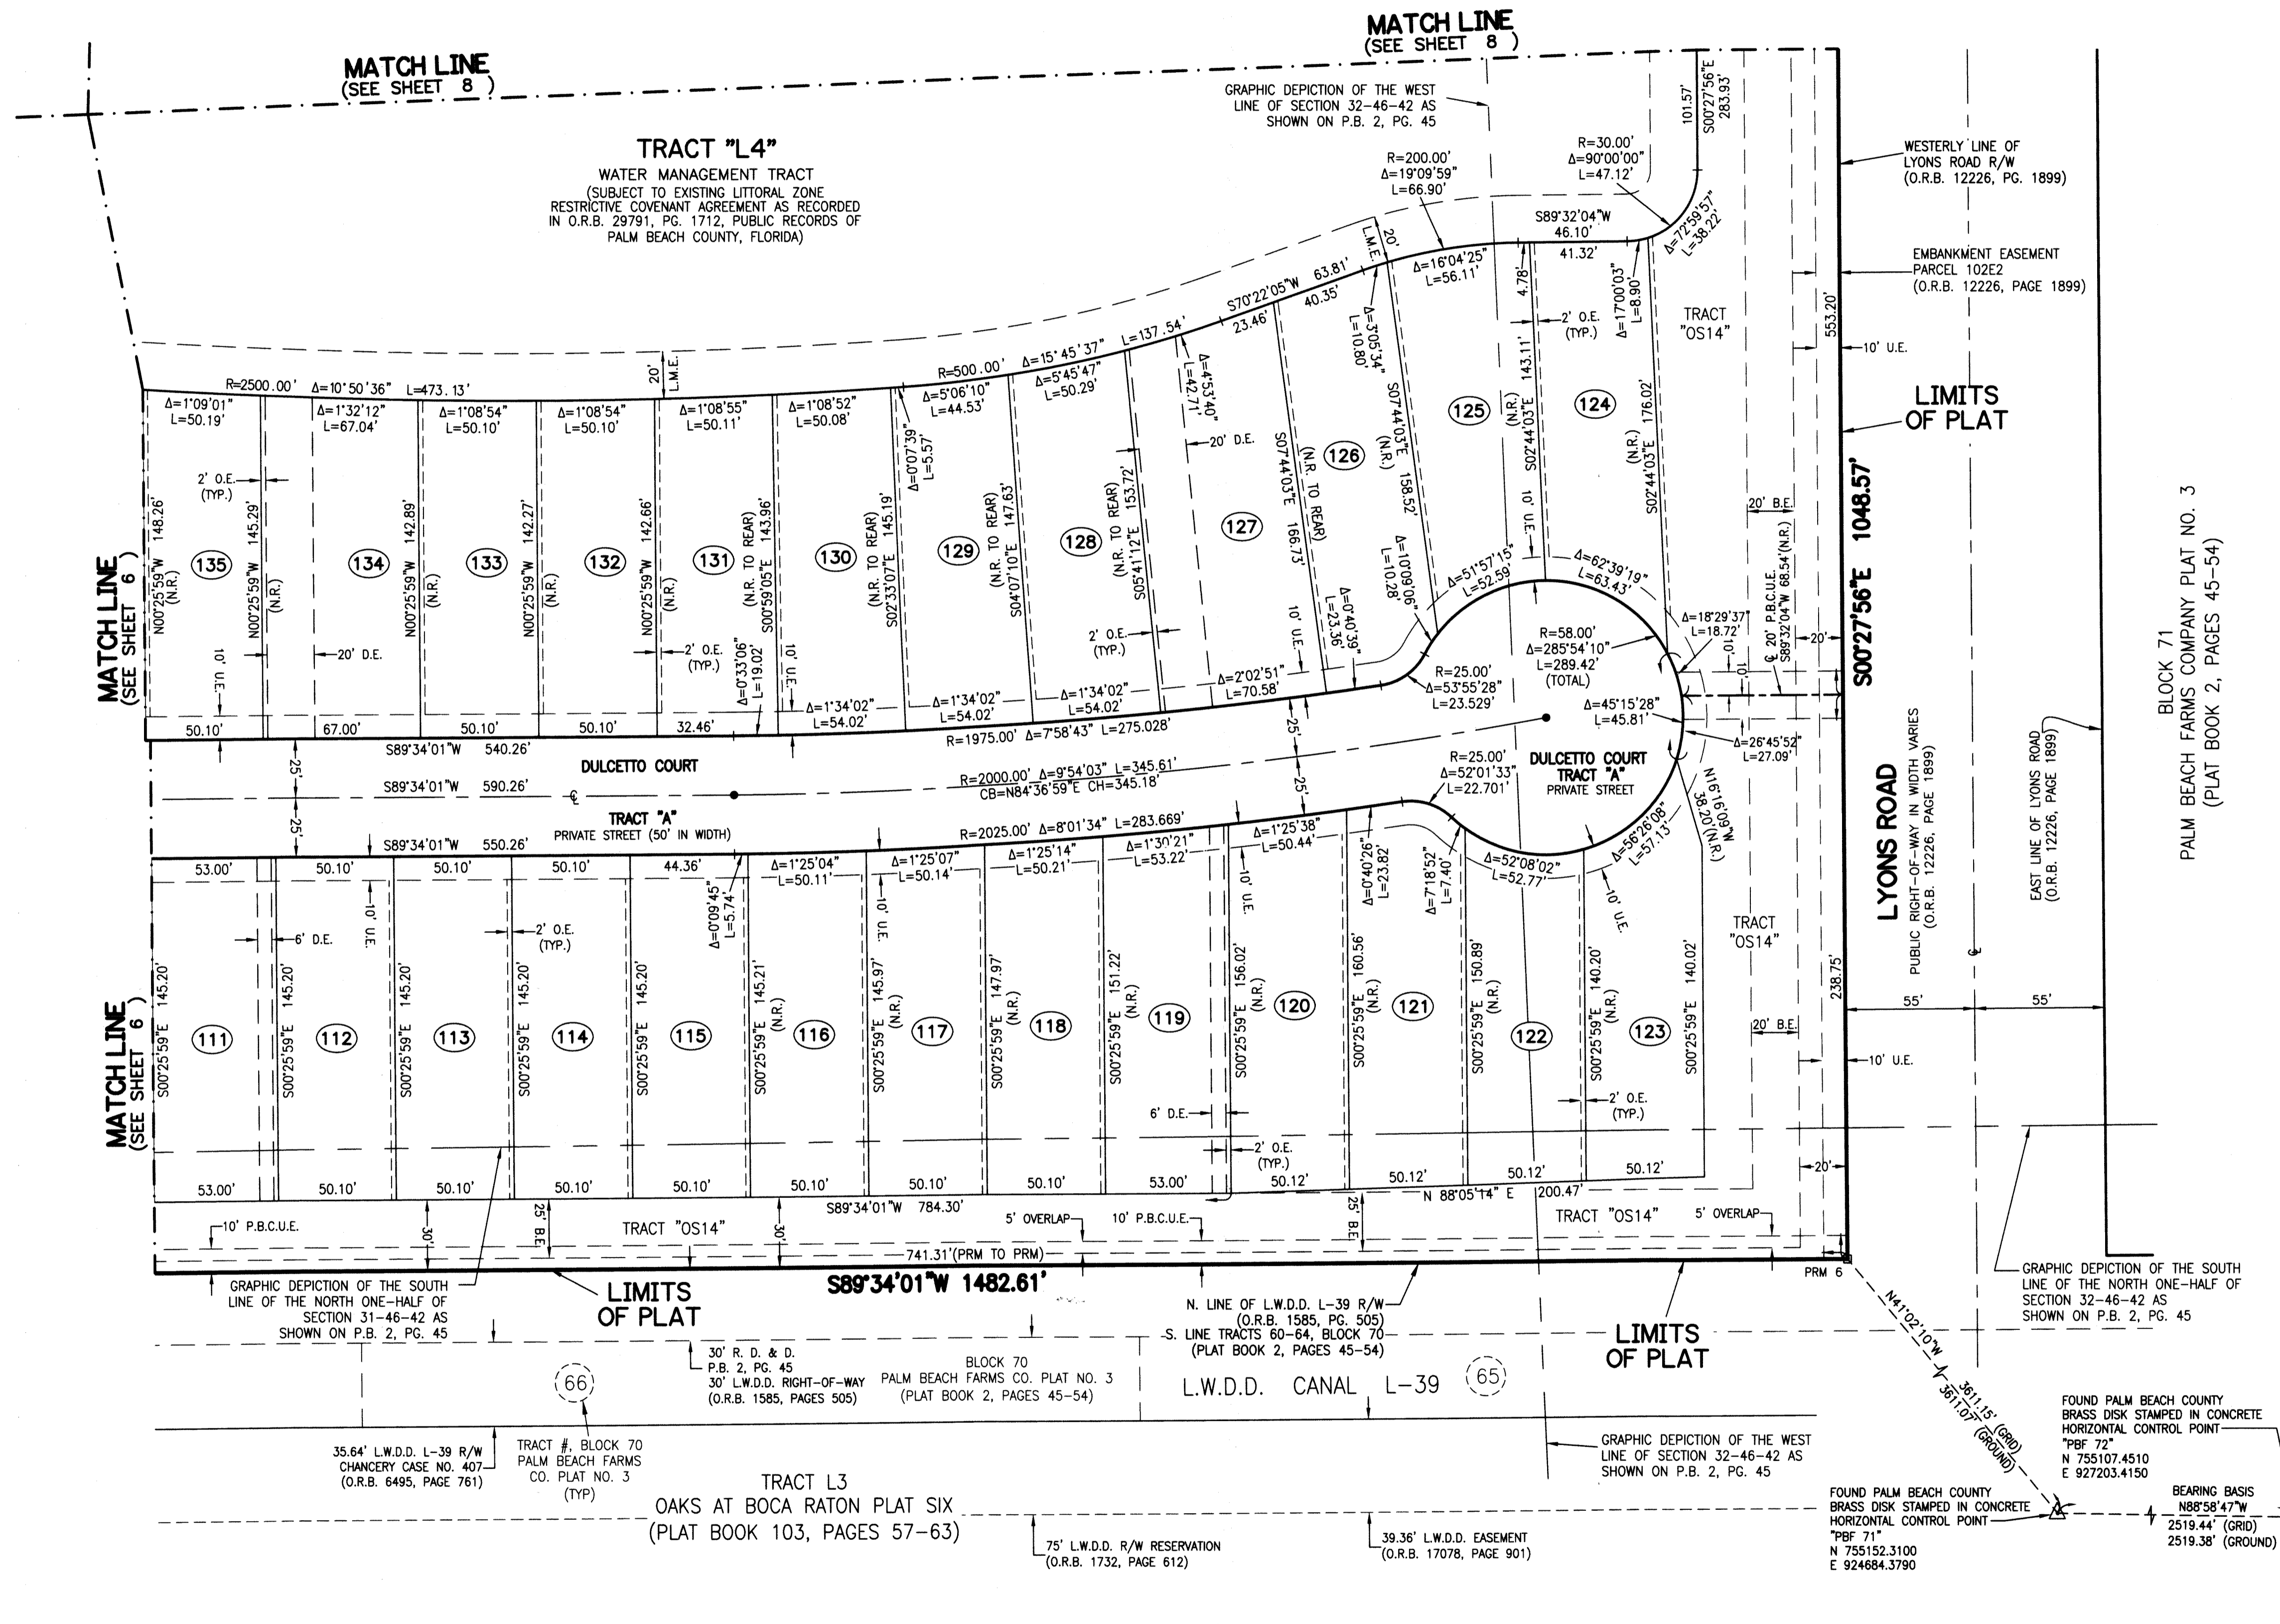 MATCH LINE
(SEE SHEET 8 )
MATCH LINE
(SEE SHEET 8 )
TRACT "L4"
WATER MANAGEMENT TRACT
(SUBJECT TO EXISTING LITTORAL ZONE
RESTRICTIVE COVENANT AGREEMENT AS RECORDED
IN O.R.B. 29791, PG. 1712, PUBLIC RECORDS OF
PALM BEACH COUNTY, FLORIDA)
GRAPHIC DEPICTION OF THE WEST
LINE OF SECTION 32-46-42 AS
SHOWN ON P.B. 2, PG. 45
R=200.00'
Δ=19°09'59"
L=66.90'
R=30.00'
Δ=90°00'00"
L=47.12'
101.57'
S00°27'56"E
283.93'
WESTERLY LINE OF
LYONS ROAD R/W
(O.R.B. 12226, PG. 1899)
S89°32'04"W
46.10'
41.32'
Δ=72°59'57"
L=38.22'
EMBANKMENT EASEMENT
PARCEL 102E2
(O.R.B. 12226, PAGE 1899)
20'
L.M.E.
S70°22'05"W 63.81'
40.35'
23.46'
Δ=16°04'25"
L=56.11'
4.78'
Δ=17°00'03"
L=8.90'
2' O.E.
(TYP.)
TRACT
"OS14"
553.20'
10' U.E.
LIMITS
OF PLAT
Δ=3°05'34"
L=10.80'
20'
L.M.E.
R=2500.00' Δ=10°50'36" L=473.13'
R=500.00' Δ=15°45'37" L=137.54'
Δ=1°09'01"
L=50.19'
Δ=1°32'12"
L=67.04'
Δ=1°08'54"
L=50.10'
Δ=1°08'54"
L=50.10'
Δ=1°08'55"
L=50.11'
Δ=1°08'52"
L=50.08'
Δ=0°07'39"
L=5.57'
Δ=5°06'10"
L=44.53'
Δ=5°45'47"
L=50.29'
Δ=4°53'40"
L=42.71'
20' D.E.
2' O.E.
(TYP.)
135
134
133
132
131
130
129
128
127
126
125
124
N00°25'59"W 148.26'
(N.R.)
N00°25'59"W 145.29'
(N.R.)
N00°25'59"W 142.89'
(N.R.)
N00°25'59"W 142.27'
(N.R.)
N00°25'59"W 142.66'
(N.R.)
(N.R. TO REAR)
S00°59'05"E 143.96'
(N.R. TO REAR)
S02°33'07"E 145.19'
(N.R. TO REAR)
S04°07'10"E 147.63'
(N.R. TO REAR)
S05°41'12"E 153.72'
S07°44'03"E 166.73'
(N.R. TO REAR)
S07°44'03"E 158.52'
(N.R.)
S02°44'03"E 143.11'
(N.R.)
S02°44'03"E 176.02'
(N.R.)
10' U.E.
20' D.E.
2' O.E.
(TYP.)
Δ=0°33'06"
L=19.02'
10' U.E.
2' O.E.
(TYP.)
10' U.E.
10' U.E.
Δ=0°40'39"
L=23.36'
Δ=10°09'06"
L=10.28'
Δ=51°57'15"
L=52.59'
Δ=62°39'19"
L=63.43'
Δ=18°29'37"
L=18.72'
20' B.E.
℄ 20' P.B.C.U.E.
S89°32'04"W 68.54'(N.R.)
20'
10'
10'
S00°27'56"E 1048.57'
BLOCK 71
PALM BEACH FARMS COMPANY PLAT NO. 3
(PLAT BOOK 2, PAGES 45-54)
MATCH LINE
(SEE SHEET 6 )
50.10'
67.00'
50.10'
50.10'
32.46'
Δ=1°34'02"
L=54.02'
Δ=1°34'02"
L=54.02'
Δ=1°34'02"
L=54.02'
Δ=2°02'51"
L=70.58'
R=25.00'
Δ=53°55'28"
L=23.529'
R=58.00'
Δ=285°54'10"
L=289.42'
(TOTAL)
Δ=45°15'28"
L=45.81'
Δ=26°45'52"
L=27.09'
S89°34'01"W 540.26'
R=1975.00' Δ=7°58'43" L=275.028'
25'
25'
DULCETTO COURT
S89°34'01"W 590.26'
℄
R=2000.00' Δ=9°54'03" L=345.61'
CB=N84°36'59"E CH=345.18'
25'
25'
R=25.00'
Δ=52°01'33"
L=22.701'
DULCETTO COURT
TRACT "A"
PRIVATE STREET
N16°16'09"W
38.20'(N.R.)
TRACT "A"
PRIVATE STREET (50' IN WIDTH)
S89°34'01"W 550.26'
R=2025.00' Δ=8°01'34" L=283.669'
LYONS ROAD
PUBLIC RIGHT-OF-WAY IN WIDTH VARIES
(O.R.B. 12226, PAGE 1899)
EAST LINE OF LYONS ROAD
(O.R.B. 12226, PAGE 1899)
53.00'
50.10'
50.10'
50.10'
44.36'
Δ=0°09'45"
L=5.74'
Δ=1°25'04"
L=50.11'
Δ=1°25'07"
L=50.14'
Δ=1°25'14"
L=50.21'
Δ=1°30'21"
L=53.22'
Δ=1°25'38"
L=50.44'
Δ=0°40'26"
L=23.82'
Δ=7°18'52"
L=7.40'
Δ=52°08'02"
L=52.77'
Δ=56°26'08"
L=57.13'
10' U.E.
6' D.E.
10' U.E.
2' O.E.
(TYP.)
10' U.E.
10' U.E.
TRACT
"OS14"
238.75'
55'
55'
℄
20' B.E.
10' U.E.
MATCH LINE
(SEE SHEET 6 )
111
112
113
114
115
116
117
118
119
120
121
122
123
S00°25'59"E 145.20'
S00°25'59"E 145.20'
S00°25'59"E 145.20'
S00°25'59"E 145.20'
S00°25'59"E 145.20'
S00°25'59"E 145.21'
(N.R.)
S00°25'59"E 145.97'
(N.R.)
S00°25'59"E 147.97'
(N.R.)
S00°25'59"E 151.22'
(N.R.)
S00°25'59"E 156.02'
(N.R.)
S00°25'59"E 160.56'
(N.R.)
S00°25'59"E 150.89'
(N.R.)
S00°25'59"E 140.20'
(N.R.)
S00°25'59"E 140.02'
6' D.E.
2' O.E.
(TYP.)
2' O.E.
(TYP.)
53.00'
50.10'
50.10'
50.10'
50.10'
50.10'
50.10'
50.10'
53.00'
50.12'
50.12'
50.12'
50.12'
20'
S89°34'01"W 784.30'
N 88°05'14" E 200.47'
10' P.B.C.U.E.
30'
25' B.E.
TRACT "OS14"
30'
5' OVERLAP
10' P.B.C.U.E.
25' B.E.
TRACT "OS14"
5' OVERLAP
741.31'(PRM TO PRM)
PRM 6
S89°34'01"W 1482.61'
GRAPHIC DEPICTION OF THE SOUTH
LINE OF THE NORTH ONE-HALF OF
SECTION 31-46-42 AS
SHOWN ON P.B. 2, PG. 45
LIMITS
OF PLAT
N. LINE OF L.W.D.D. L-39 R/W
(O.R.B. 1585, PG. 505)
S. LINE TRACTS 60-64, BLOCK 70
(PLAT BOOK 2, PAGES 45-54)
LIMITS
OF PLAT
GRAPHIC DEPICTION OF THE SOUTH
LINE OF THE NORTH ONE-HALF OF
SECTION 32-46-42 AS
SHOWN ON P.B. 2, PG. 45
N41°02'10"W
3611.15' (GRID)
3611.07' (GROUND)
66
30' R. D. & D.
P.B. 2, PG. 45
30' L.W.D.D. RIGHT-OF-WAY
(O.R.B. 1585, PAGES 505)
BLOCK 70
PALM BEACH FARMS CO. PLAT NO. 3
(PLAT BOOK 2, PAGES 45-54)
L.W.D.D. CANAL L-39
65
FOUND PALM BEACH COUNTY
BRASS DISK STAMPED IN CONCRETE
HORIZONTAL CONTROL POINT
"PBF 72"
N 755107.4510
E 927203.4150
35.64' L.W.D.D. L-39 R/W
CHANCERY CASE NO. 407
(O.R.B. 6495, PAGE 761)
TRACT #, BLOCK 70
PALM BEACH FARMS
CO. PLAT NO. 3
(TYP)
TRACT L3
OAKS AT BOCA RATON PLAT SIX
(PLAT BOOK 103, PAGES 57-63)
GRAPHIC DEPICTION OF THE WEST
LINE OF SECTION 32-46-42 AS
SHOWN ON P.B. 2, PG. 45
75' L.W.D.D. R/W RESERVATION
(O.R.B. 1732, PAGE 612)
39.36' L.W.D.D. EASEMENT
(O.R.B. 17078, PAGE 901)
FOUND PALM BEACH COUNTY
BRASS DISK STAMPED IN CONCRETE
HORIZONTAL CONTROL POINT
"PBF 71"
N 755152.3100
E 924684.3790
BEARING BASIS
N88°58'47"W
2519.44' (GRID)
2519.38' (GROUND)